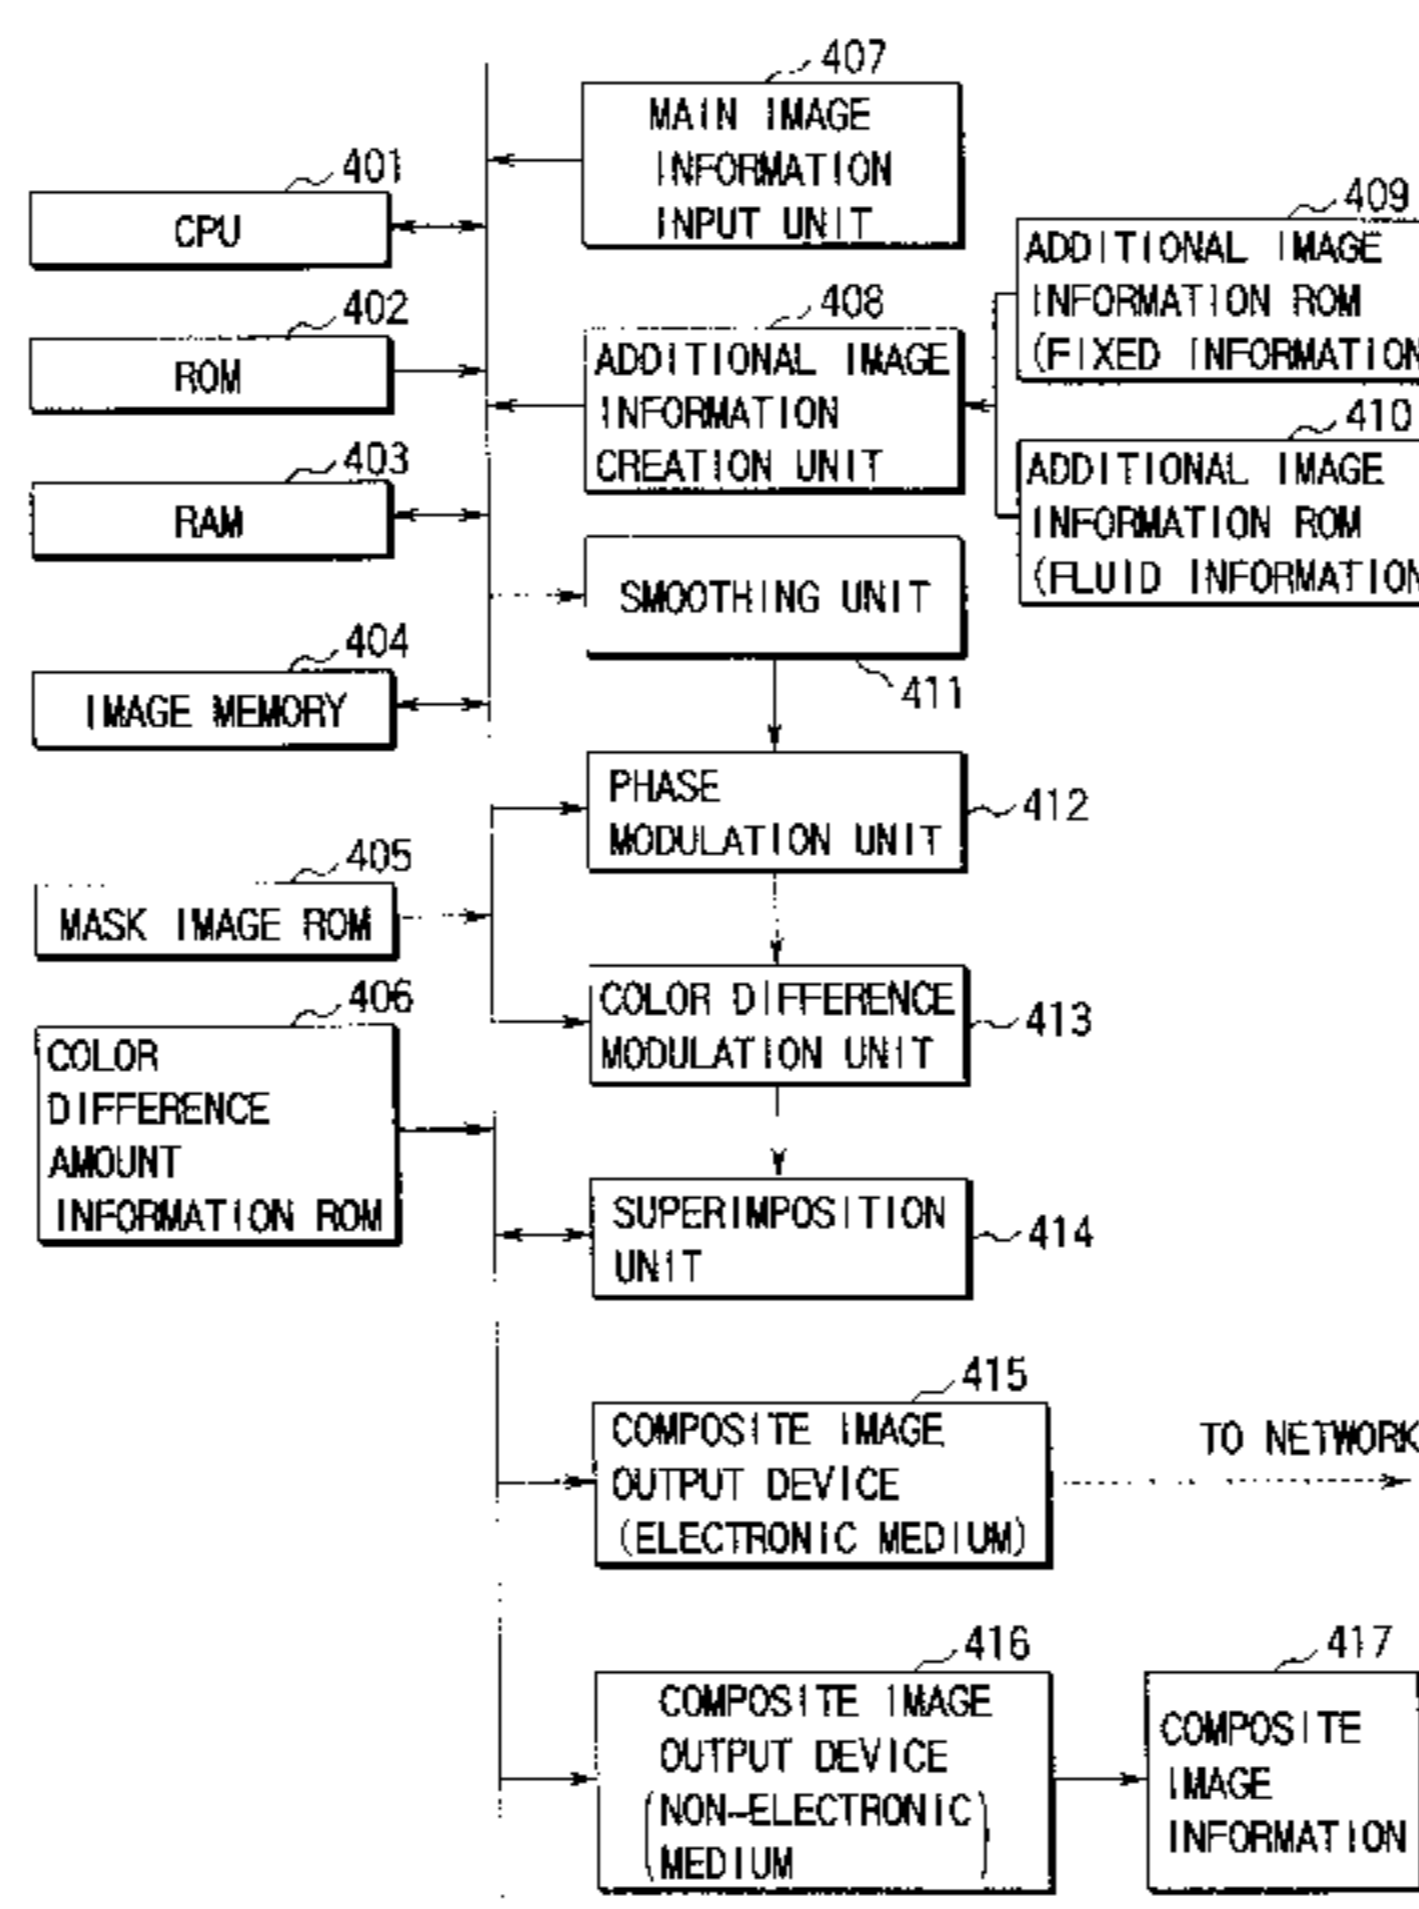 407
MAIN IMAGE
INFORMATION
INPUT UNIT
401
CPU
409
ADDITIONAL IMAGE
INFORMATION ROM
(FIXED INFORMATION
402
ROM
408
ADDITIONAL IMAGE
INFORMATION
CREATION UNIT
410
ADDITIONAL IMAGE
INFORMATION ROM
(FLUID INFORMATION
403
RAM
SMOOTHING UNIT
411
404
IMAGE MEMORY
PHASE
MODULATION UNIT
412
405
MASK IMAGE ROM
COLOR DIFFERENCE
MODULATION UNIT
413
406
COLOR
DIFFERENCE
AMOUNT
INFORMATION ROM
SUPERIMPOSITION
UNIT
414
415
COMPOSITE IMAGE
OUTPUT DEVICE
(ELECTRONIC MEDIUM)
TO NETWORK
416
COMPOSITE IMAGE
OUTPUT DEVICE
(NON-ELECTRONIC
MEDIUM)
417
COMPOSITE
IMAGE
INFORMATION